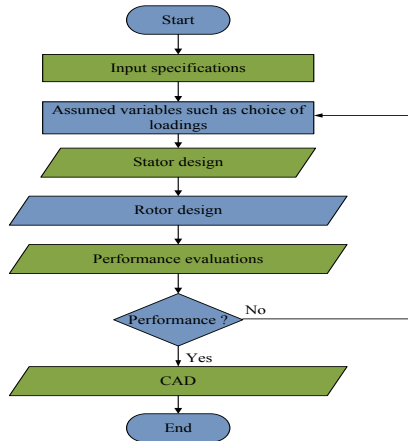 Start
Input specifications
Assumed variables such as choice of
loadings
Stator design
Rotor design
Performance evaluations
Performance ?
No
Yes
CAD
End